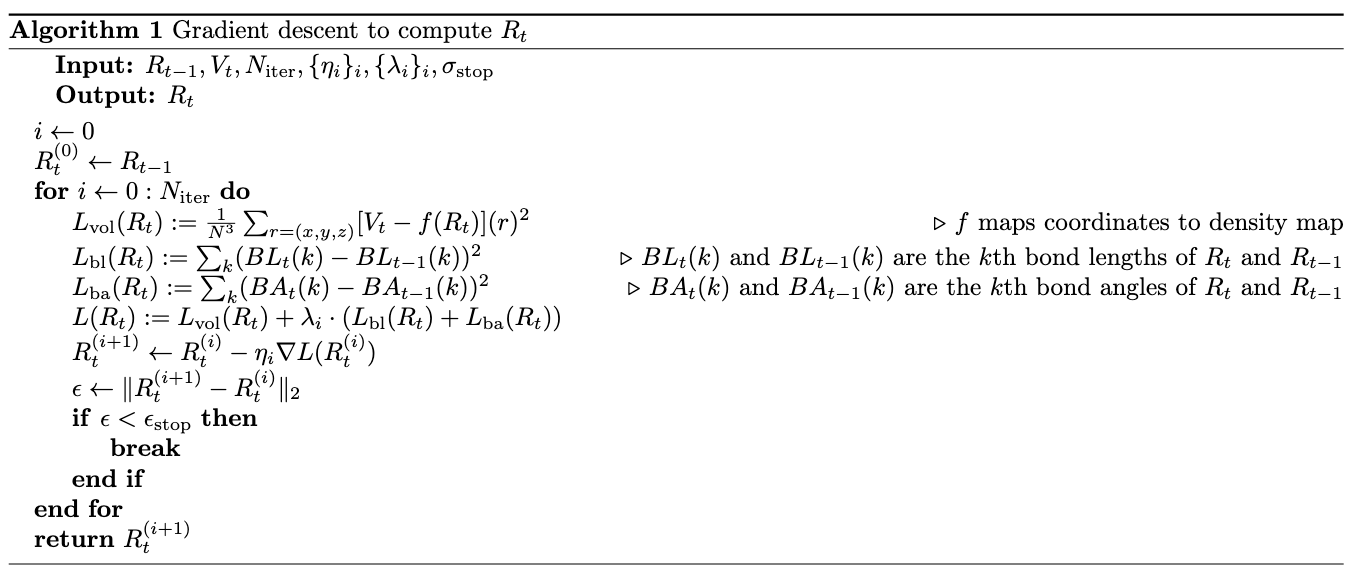 Algorithm 1 Gradient descent to compute $R_t$
Input: $R_{t-1}, V_t, N_{\text{iter}}, \{\eta_i\}_i, \{\lambda_i\}_i, \sigma_{\text{stop}}$
Output: $R_t$
$i \leftarrow 0$
$R_t^{(0)} \leftarrow R_{t-1}$
for $i \leftarrow 0 : N_{\text{iter}}$ do
$L_{\text{vol}}(R_t) := \frac{1}{N^3} \sum_{r=(x,y,z)} [V_t - f(R_t)](r)^2$ ▷ $f$ maps coordinates to density map
$L_{\text{bl}}(R_t) := \sum_k (BL_t(k) - BL_{t-1}(k))^2$ ▷ $BL_t(k)$ and $BL_{t-1}(k)$ are the $k$th bond lengths of $R_t$ and $R_{t-1}$
$L_{\text{ba}}(R_t) := \sum_k (BA_t(k) - BA_{t-1}(k))^2$ ▷ $BA_t(k)$ and $BA_{t-1}(k)$ are the $k$th bond angles of $R_t$ and $R_{t-1}$
$L(R_t) := L_{\text{vol}}(R_t) + \lambda_i \cdot (L_{\text{bl}}(R_t) + L_{\text{ba}}(R_t))$
$R_t^{(i+1)} \leftarrow R_t^{(i)} - \eta_i \nabla L(R_t^{(i)})$
$\epsilon \leftarrow \| R_t^{(i+1)} - R_t^{(i)} \|_2$
if $\epsilon < \epsilon_{\text{stop}}$ then
break
end if
end for
return $R_t^{(i+1)}$